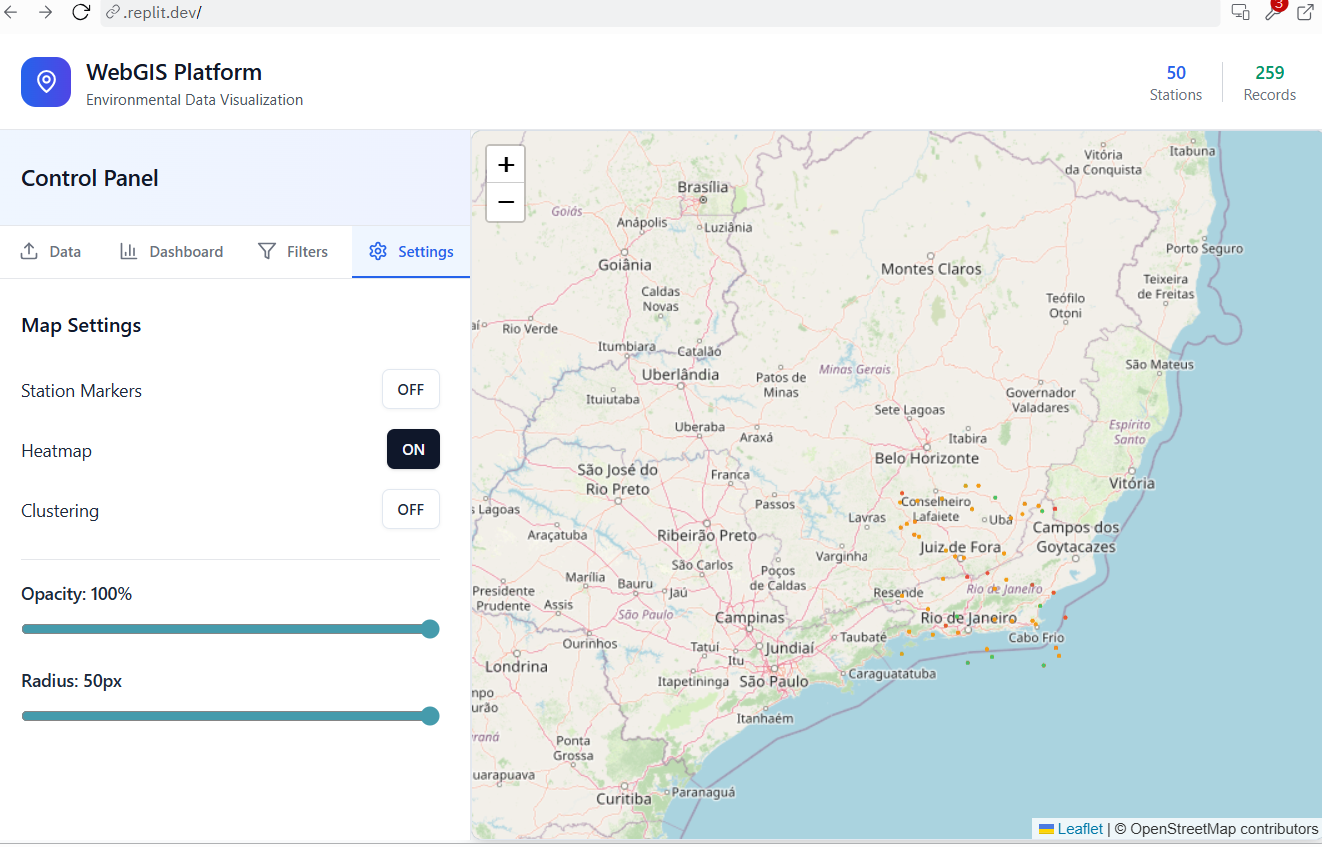 .replit.dev/
3
WebGIS Platform
Environmental Data Visualization
50
Stations
259
Records
Control Panel
Data
Dashboard
Filters
Settings
Map Settings
Station Markers
OFF
Heatmap
ON
Clustering
OFF
Opacity: 100%
Radius: 50px
+
−
Vitória
da Conquista
Itabuna
Brasília
Goiás
Anápolis
Luziânia
Porto Seguro
Goiânia
Montes Claros
Teixeira
de Freitas
Caldas
Novas
Teófilo
Otoni
Rio Verde
Itumbiara
Catalão
São Mateus
Uberlândia
Patos de
Minas
Minas Gerais
Ituiutaba
Governador
Valadares
Sete Lagoas
Uberaba
Araxá
Itabira
Espírito
Santo
Belo Horizonte
São José do
Rio Preto
Franca
Vitória
Passos
Conselheiro
Lafaiete
s Lagoas
Lavras
Ubá
Campos dos
Goytacazes
Araçatuba
Ribeirão Preto
Juiz de Fora
Varginha
São Carlos
Poços
de Caldas
Marília
Bauru
Jaú
Presidente
Prudente
Assis
Resende
Rio de Janeiro
São Paulo
Campinas
Rio de Janeiro
Taubaté
Cabo Frio
Ourinhos
Tatuí
Jundiaí
Itu
Londrina
Caraguatatuba
Itapetininga
São Paulo
npo
urão
Itanhaém
raná
Ponta
Grossa
uarapuava
Curitiba
Paranaguá
Leaflet | © OpenStreetMap contributors